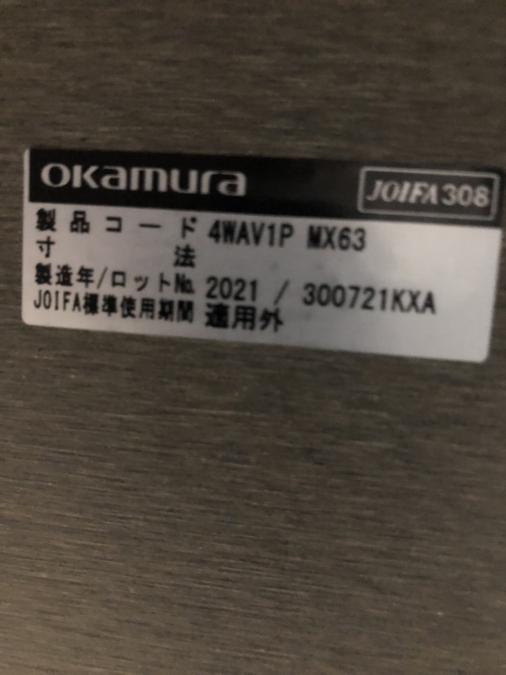 okamura JOIFA308
製品コード 4WAV1P MX63
寸法
製造年/ロット№ 2021 / 300721KXA
JOIFA標準使用期間 適用外